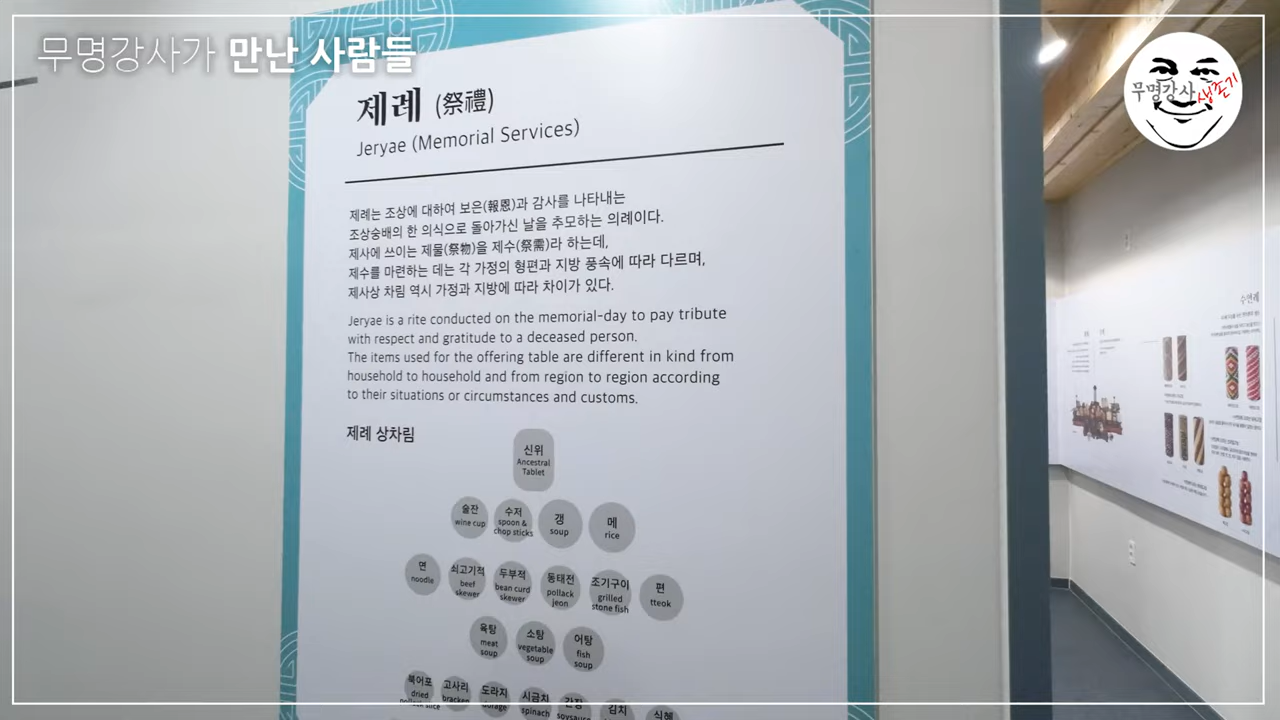 무명강사가 만난 사람들
무명강사 생존기
제례 (祭禮)
Jeryae (Memorial Services)
제례는 조상에 대하여 보은(報恩)과 감사를 나타내는
조상숭배의 한 의식으로 돌아가신 날을 추모하는 의례이다.
제사에 쓰이는 제물(祭物)을 제수(祭需)라 하는데,
제수를 마련하는 데는 각 가정의 형편과 지방 풍속에 따라 다르며,
제사상 차림 역시 가정과 지방에 따라 차이가 있다.
Jeryae is a rite conducted on the memorial-day to pay tribute
with respect and gratitude to a deceased person.
The items used for the offering table are different in kind from
household to household and from region to region according
to their situations or circumstances and customs.
제례 상차림
신위
Ancestral
Tablet
술잔
wine cup
수저
spoon &
chop sticks
갱
soup
메
rice
면
noodle
쇠고기적
beef
skewer
두부적
bean curd
skewer
동태전
pollack
jeon
조기구이
grilled
stone fish
편
tteok
육탕
meat
soup
소탕
vegetable
soup
어탕
fish
soup
북어포
dried
고사리
bracken
도라지
시금치
spinach
간장
soysauce
김치
식혜
수연례